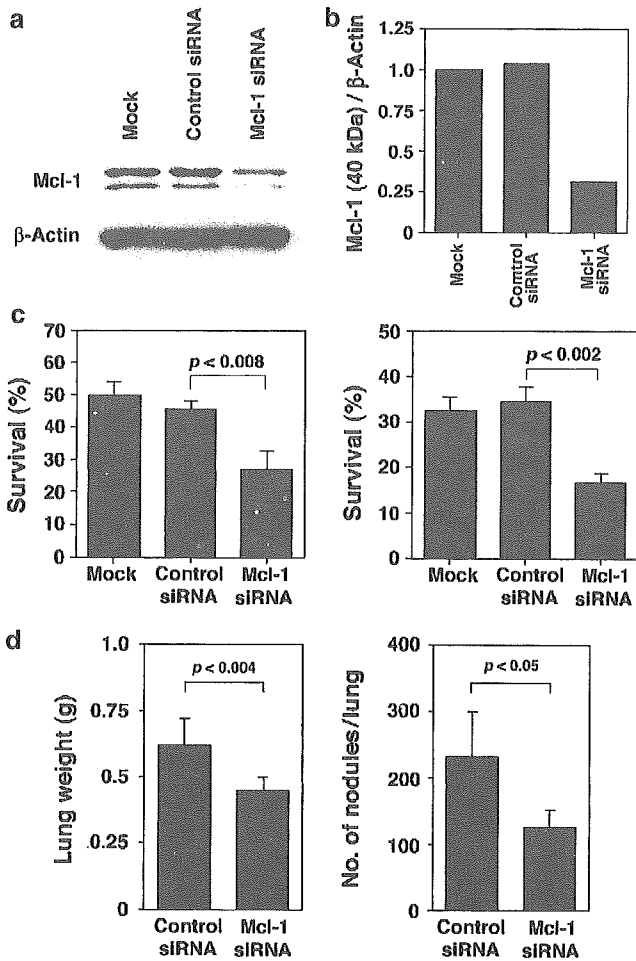 a
Mock
Control siRNA
Mcl-1 siRNA
Mcl-1
β-Actin
b
Mcl-1 (40 kDa) / β-Actin
1.25
1.0
0.75
0.5
0.25
0
Mock
Comtrol
siRNA
Mcl-1
siRNA
c
Survival (%)
70
60
50
40
30
20
10
0
p < 0.008
Mock
Control
siRNA
Mcl-1
siRNA
Survival (%)
50
40
30
20
10
0
p < 0.002
Mock
Control
siRNA
Mcl-1
siRNA
d
Lung weight (g)
1.0
0.75
0.5
0.25
0
p < 0.004
Control
siRNA
Mcl-1
siRNA
No. of nodules/lung
400
300
200
100
0
p < 0.05
Control
siRNA
Mcl-1
siRNA